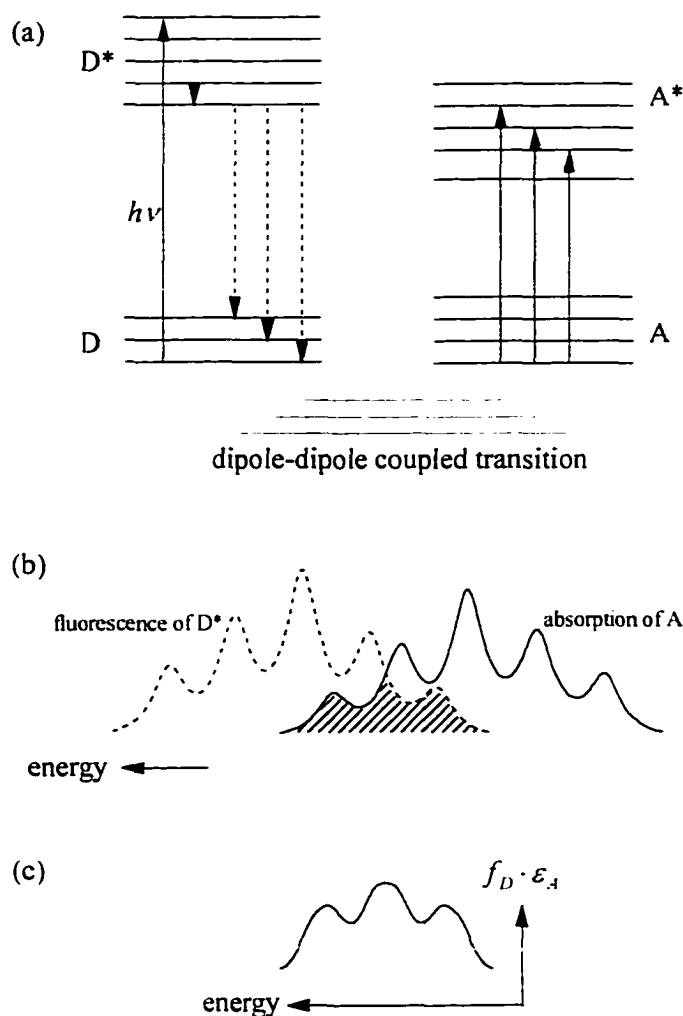 (a)
D*
A*
hν
D
A
dipole-dipole coupled transition
(b)
fluorescence of D*
absorption of A
energy
(c)
f_D · ε_A
energy